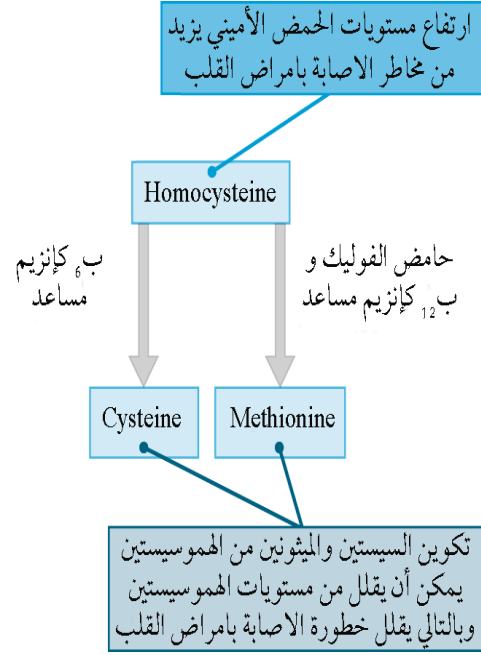 ارتفاع مستويات الحمض الأميني يزيد
من مخاطر الاصابة بامراض القلب
Homocysteine
حامض الفوليك و
ب12 كإنزيم مساعد
ب6 كإنزيم
مساعد
Cysteine
Methionine
تكوين السيستين والميثونين من الهموسيستين
يمكن أن يقلل من مستويات الهموسيستين
وبالتالي يقلل خطورة الاصابة بامراض القلب